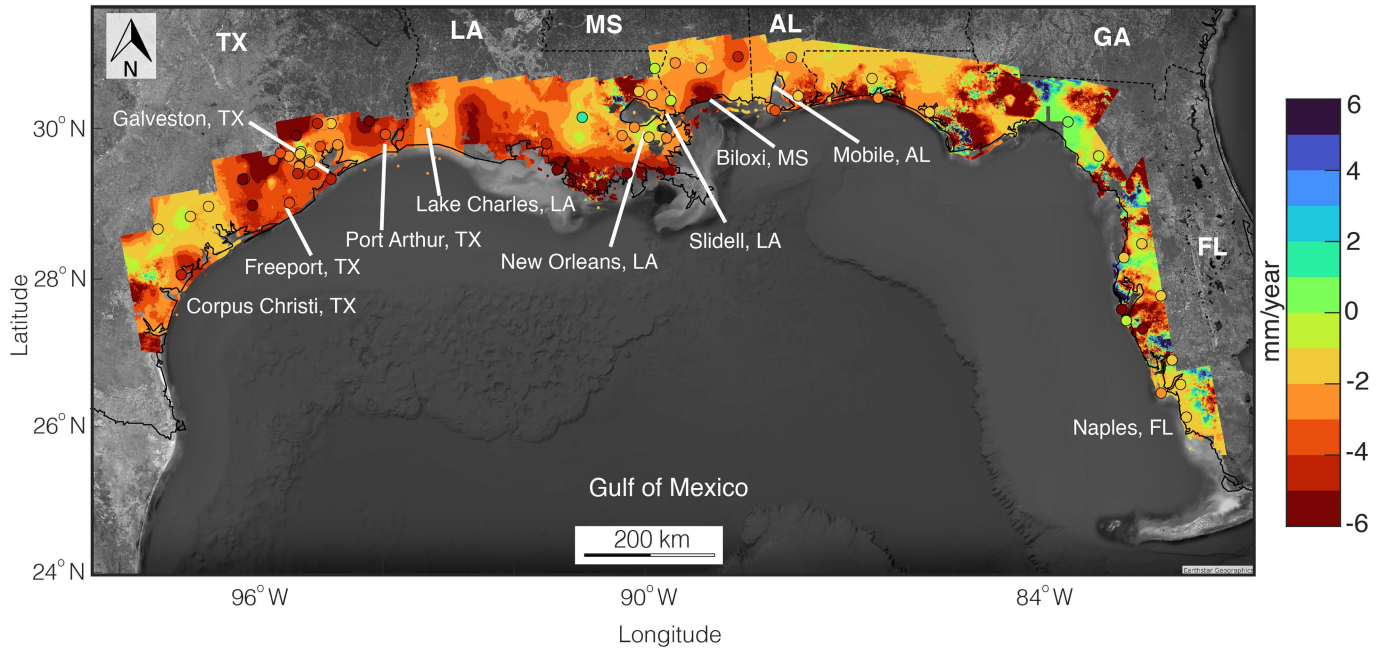 TX
LA
MS
AL
GA
N
Galveston, TX
30°N
Biloxi, MS
Mobile, AL
Lake Charles, LA
Port Arthur, TX
Slidell, LA
FL
Freeport, TX
New Orleans, LA
28°N
Corpus Christi, TX
Latitude
26°N
Naples, FL
Gulf of Mexico
200 km
24°N
Earthstar Geographics
96°W
90°W
84°W
Longitude
6
4
2
0
-2
-4
-6
mm/year